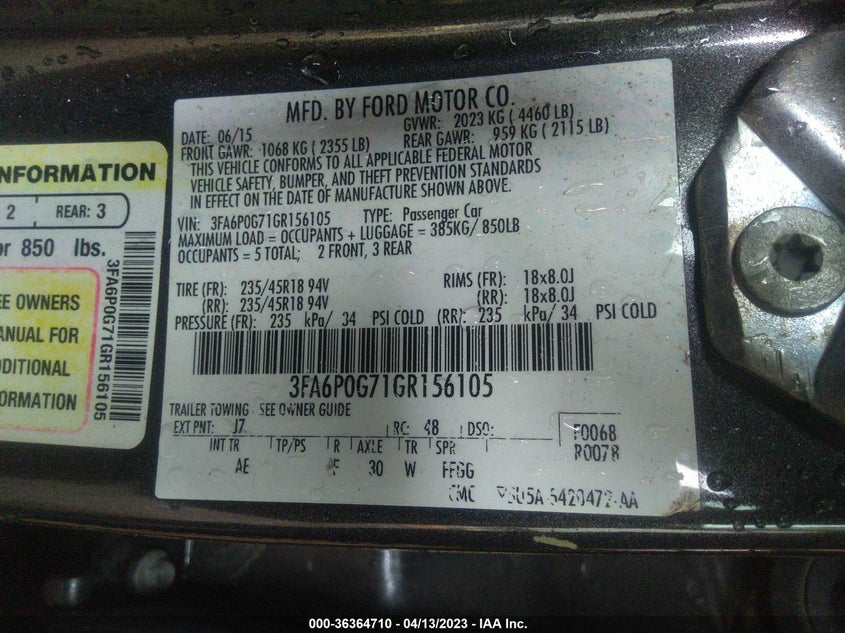 NFORMATION
2 REAR: 3
or 850 lbs.
EE OWNERS
ANUAL FOR
DDITIONAL
FORMATION
3FA6P0G71GR156105
MFD. BY FORD MOTOR CO.
DATE: 06/15 GVWR: 2023 KG ( 4460 LB)
FRONT GAWR: 1068 KG ( 2355 LB) REAR GAWR: 959 KG ( 2115 LB)
THIS VEHICLE CONFORMS TO ALL APPLICABLE FEDERAL MOTOR
VEHICLE SAFETY, BUMPER, AND THEFT PREVENTION STANDARDS
IN EFFECT ON THE DATE OF MANUFACTURE SHOWN ABOVE.
VIN: 3FA6P0G71GR156105 TYPE: Passenger Car
MAXIMUM LOAD = OCCUPANTS + LUGGAGE = 385KG/ 850LB
OCCUPANTS = 5 TOTAL; 2 FRONT, 3 REAR
TIRE (FR): 235/45R18 94V RIMS (FR): 18x8.0J
(RR): 235/45R18 94V (RR): 18x8.0J
PRESSURE (FR): 235 kPa/ 34 PSI COLD (RR): 235 kPa/ 34 PSI COLD
3FA6P0G71GR156105
TRAILER TOWING - SEE OWNER GUIDE
EXT PNT: J7 RC: 48 DSO: F0068
INT TR TP/PS R AXLE TR SPR R0078
AE F 30 W FFGG
000-36364710 - 04/13/2023 - IAA Inc.